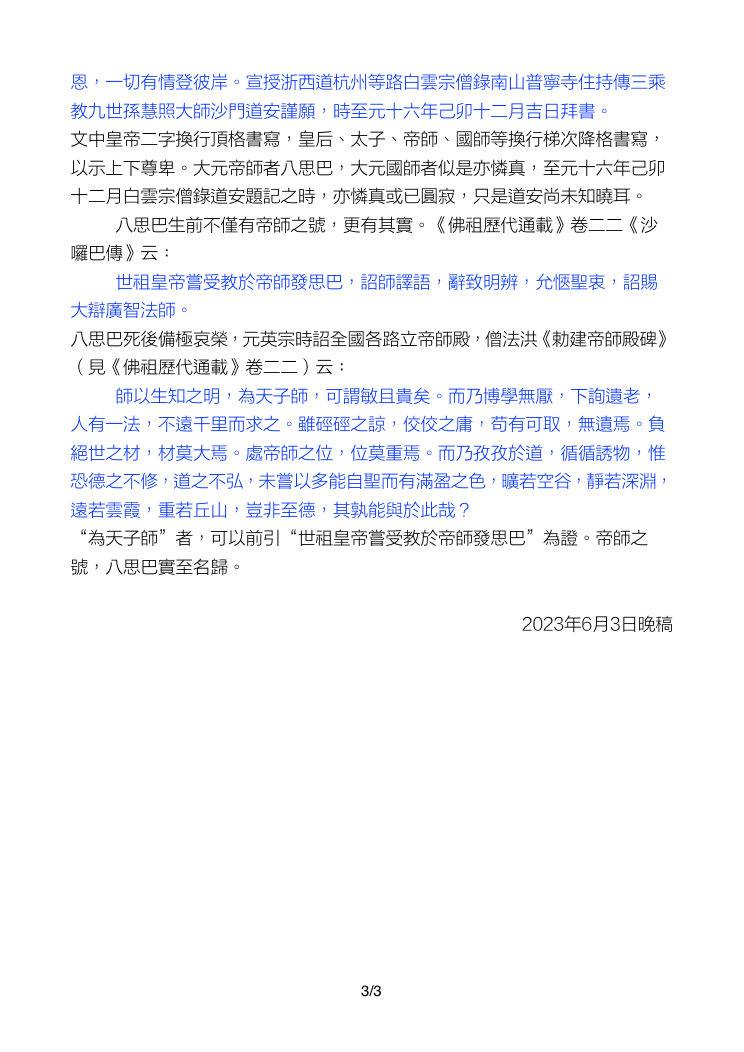 恩，一切有情登彼岸。宣授浙西道杭州等路白雲宗僧錄南山普寧寺住持傳三乘
教九世孫慧照大師沙門道安謹願，時至元十六年己卯十二月吉日拜書。
文中皇帝二字換行頂格書寫，皇后、太子、帝師、國師等換行梯次降格書寫，
以示上下尊卑。大元帝師者八思巴，大元國師者似是亦憐真，至元十六年己卯
十二月白雲宗僧錄道安題記之時，亦憐真或已圓寂，只是道安尚未知曉耳。
八思巴生前不僅有帝師之號，更有其實。《佛祖歷代通載》卷二二《沙
囉巴傳》云：
世祖皇帝嘗受教於帝師發思巴，詔師譯語，辭致明辨，允愜聖衷，詔賜
大辯廣智法師。
八思巴死後備極哀榮，元英宗時詔全國各路立帝師殿，僧法洪《勅建帝師殿碑》
（見《佛祖歷代通載》卷二二）云：
師以生知之明，為天子師，可謂敏且貴矣。而乃博學無厭，下詢遺老，
人有一法，不遠千里而求之。雖硜硜之諒，佼佼之庸，苟有可取，無遺焉。負
絕世之材，材莫大焉。處帝師之位，位莫重焉。而乃孜孜於道，循循誘物，惟
恐德之不修，道之不弘，未嘗以多能自聖而有滿盈之色，曠若空谷，靜若深淵，
遠若雲霞，重若丘山，豈非至德，其孰能與於此哉？
“為天子師”者，可以前引“世祖皇帝嘗受教於帝師發思巴”為證。帝師之
號，八思巴實至名歸。
2023年6月3日晚稿
3/3